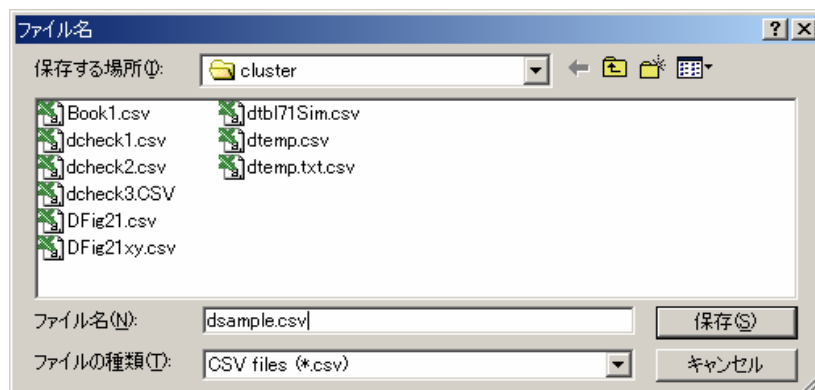 ファイル名
保存する場所(I): cluster
Book1.csv dtbl71Sim.csv
dcheck1.csv dtemp.csv
dcheck2.csv dtemp.txt.csv
dcheck3.CSV
DFig21.csv
DFig21xy.csv
ファイル名(N): dsample.csv 保存(S)
ファイルの種類(T): CSV files (*.csv) キャンセル